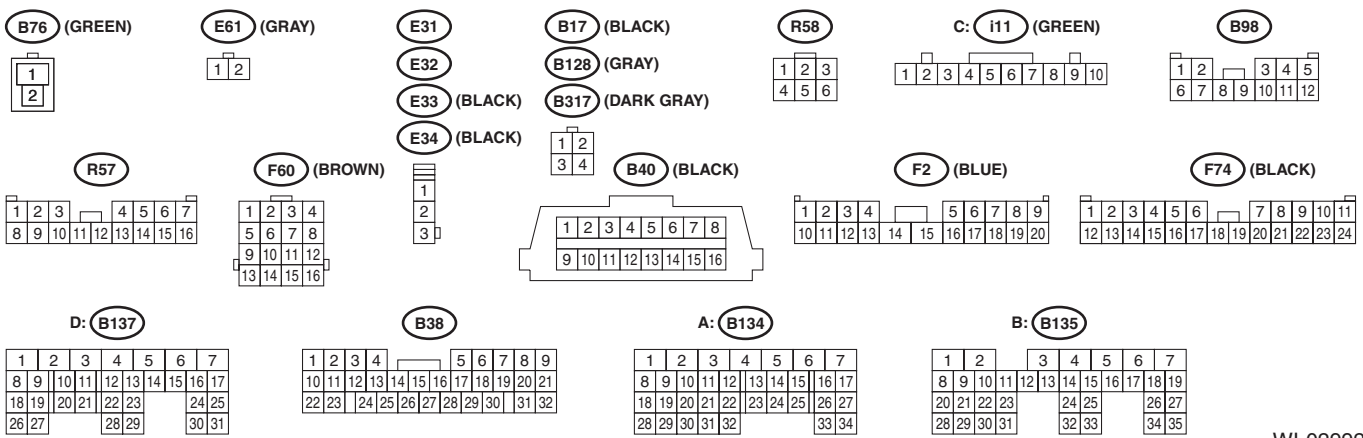 B76 (GREEN) E61 (GRAY) E31 B17 (BLACK) R58 C: i11 (GREEN) B98
E32 B128 (GRAY)
E33 (BLACK) B317 (DARK GRAY)
E34 (BLACK)
1
2
1 2
1
2
3
1 2
3 4
1 2 3
4 5 6
1 2 3 4 5 6 7 8 9 10
1 2 3 4 5
6 7 8 9 10 11 12
R57 F60 (BROWN) B40 (BLACK) F2 (BLUE) F74 (BLACK)
1 2 3 4 5 6 7
8 9 10 11 12 13 14 15 16
1 2 3 4
5 6 7 8
9 10 11 12
13 14 15 16
1 2 3 4 5 6 7 8
9 10 11 12 13 14 15 16
1 2 3 4 5 6 7 8 9
10 11 12 13 14 15 16 17 18 19 20
1 2 3 4 5 6 7 8 9 10 11
12 13 14 15 16 17 18 19 20 21 22 23 24
D: B137 B38 A: B134 B: B135
1 2 3 4 5 6 7
8 9 10 11 12 13 14 15 16 17
18 19 20 21 22 23 24 25
26 27 28 29 30 31
1 2 3 4 5 6 7 8 9
10 11 12 13 14 15 16 17 18 19 20 21
22 23 24 25 26 27 28 29 30 31 32
1 2 3 4 5 6 7
8 9 10 11 12 13 14 15 16 17
18 19 20 21 22 23 24 25 26 27
28 29 30 31 32 33 34
1 2 3 4 5 6 7
8 9 10 11 12 13 14 15 16 17 18 19
20 21 22 23 24 25 26 27
28 29 30 31 32 33 34 35